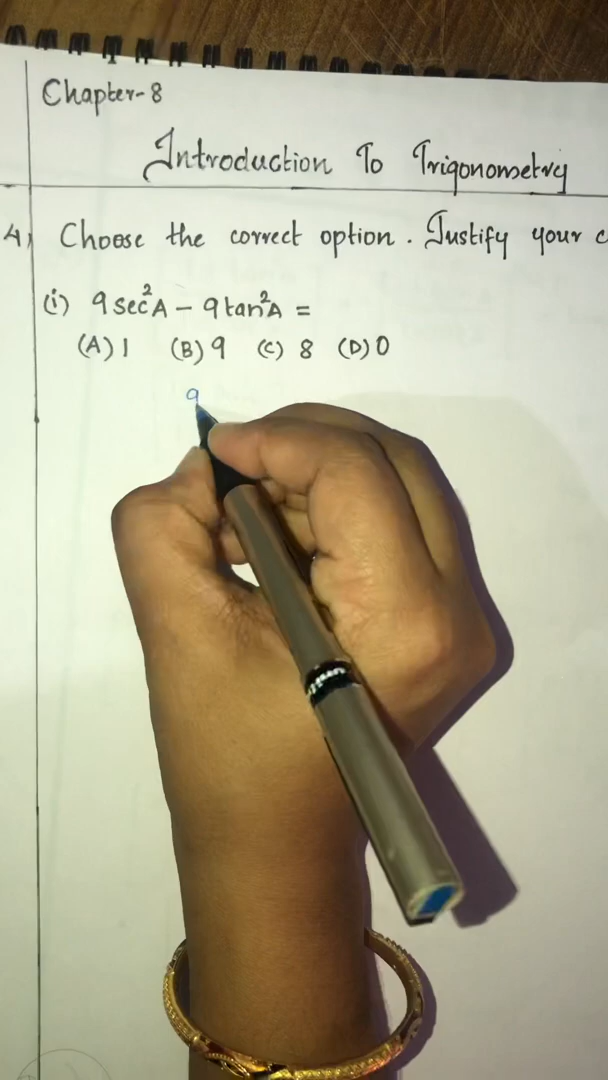 Chapter-8
Introduction To Trigonometry
4) Choose the correct option. Justify your c
(i) 9 sec²A - 9 tan²A =
(A) 1 (B) 9 (C) 8 (D) 0
9